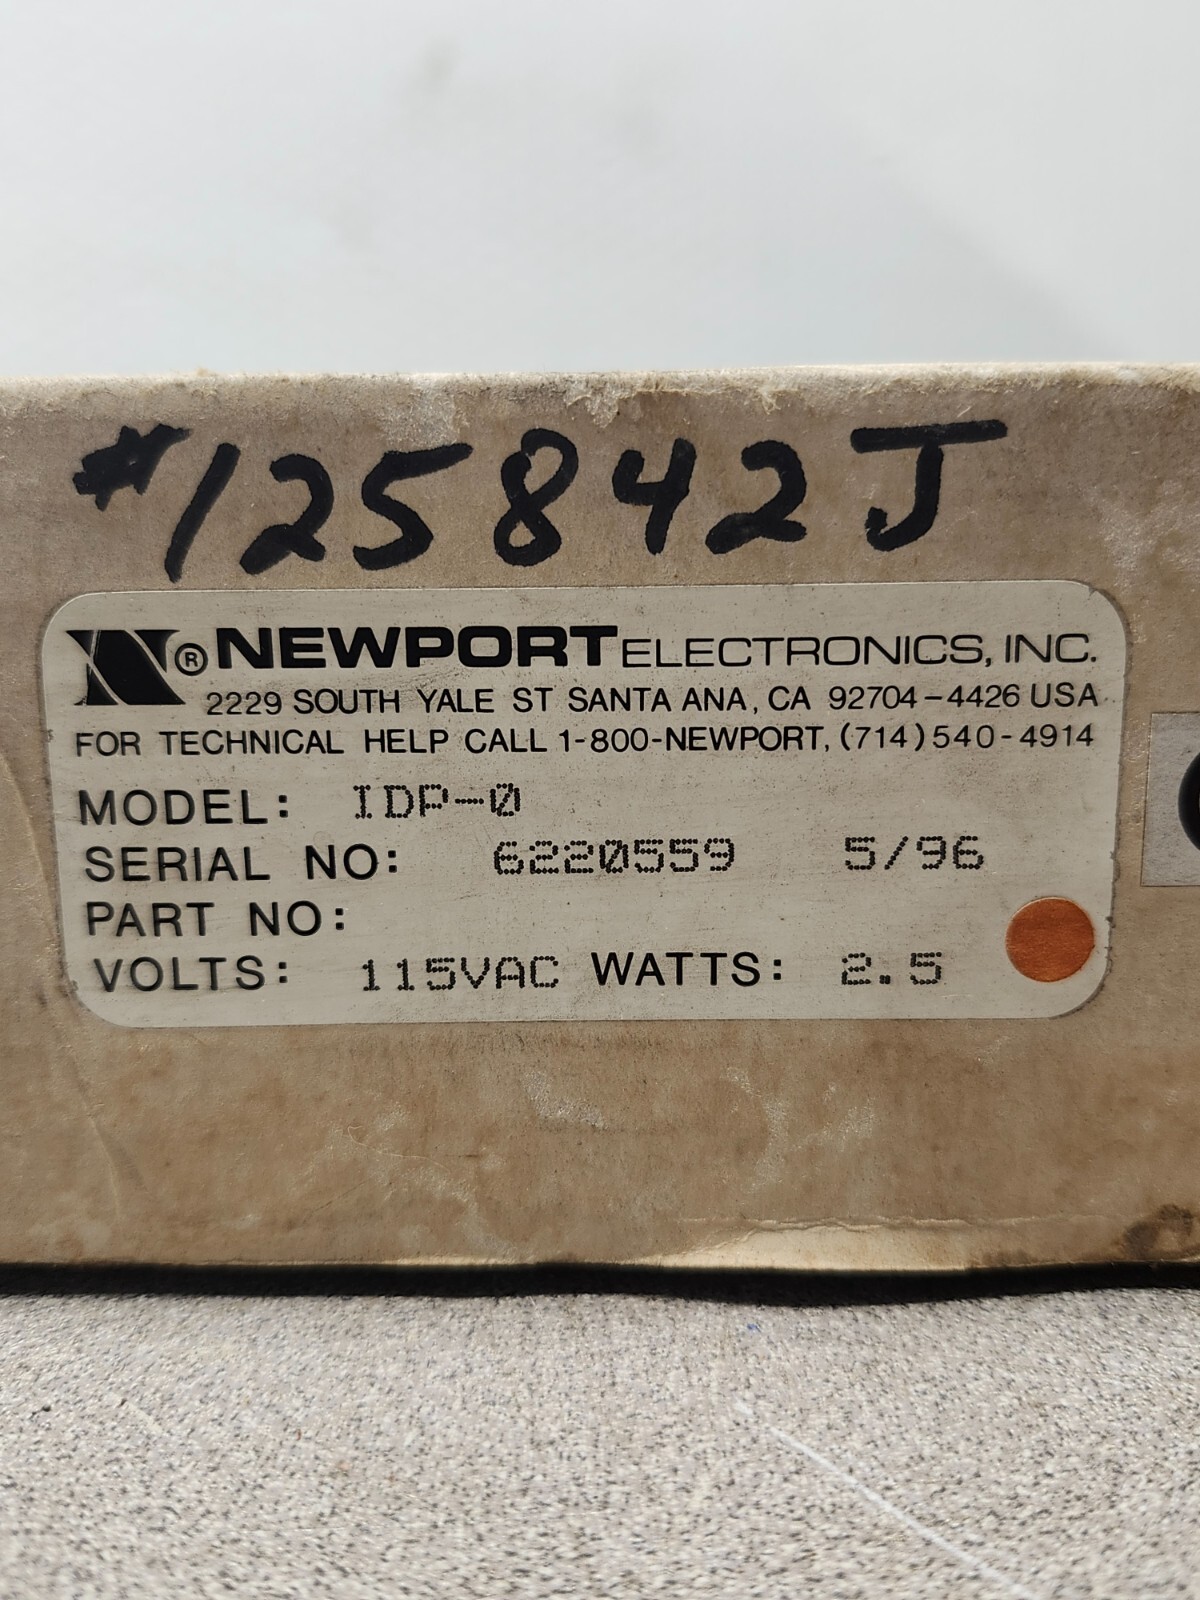 #125842J
N® NEWPORT ELECTRONICS, INC.
2229 SOUTH YALE ST SANTA ANA, CA 92704-4426 USA
FOR TECHNICAL HELP CALL 1-800-NEWPORT, (714) 540-4914
MODEL: IDP-0
SERIAL NO: 6220559 5/96
PART NO:
VOLTS: 115VAC WATTS: 2.5